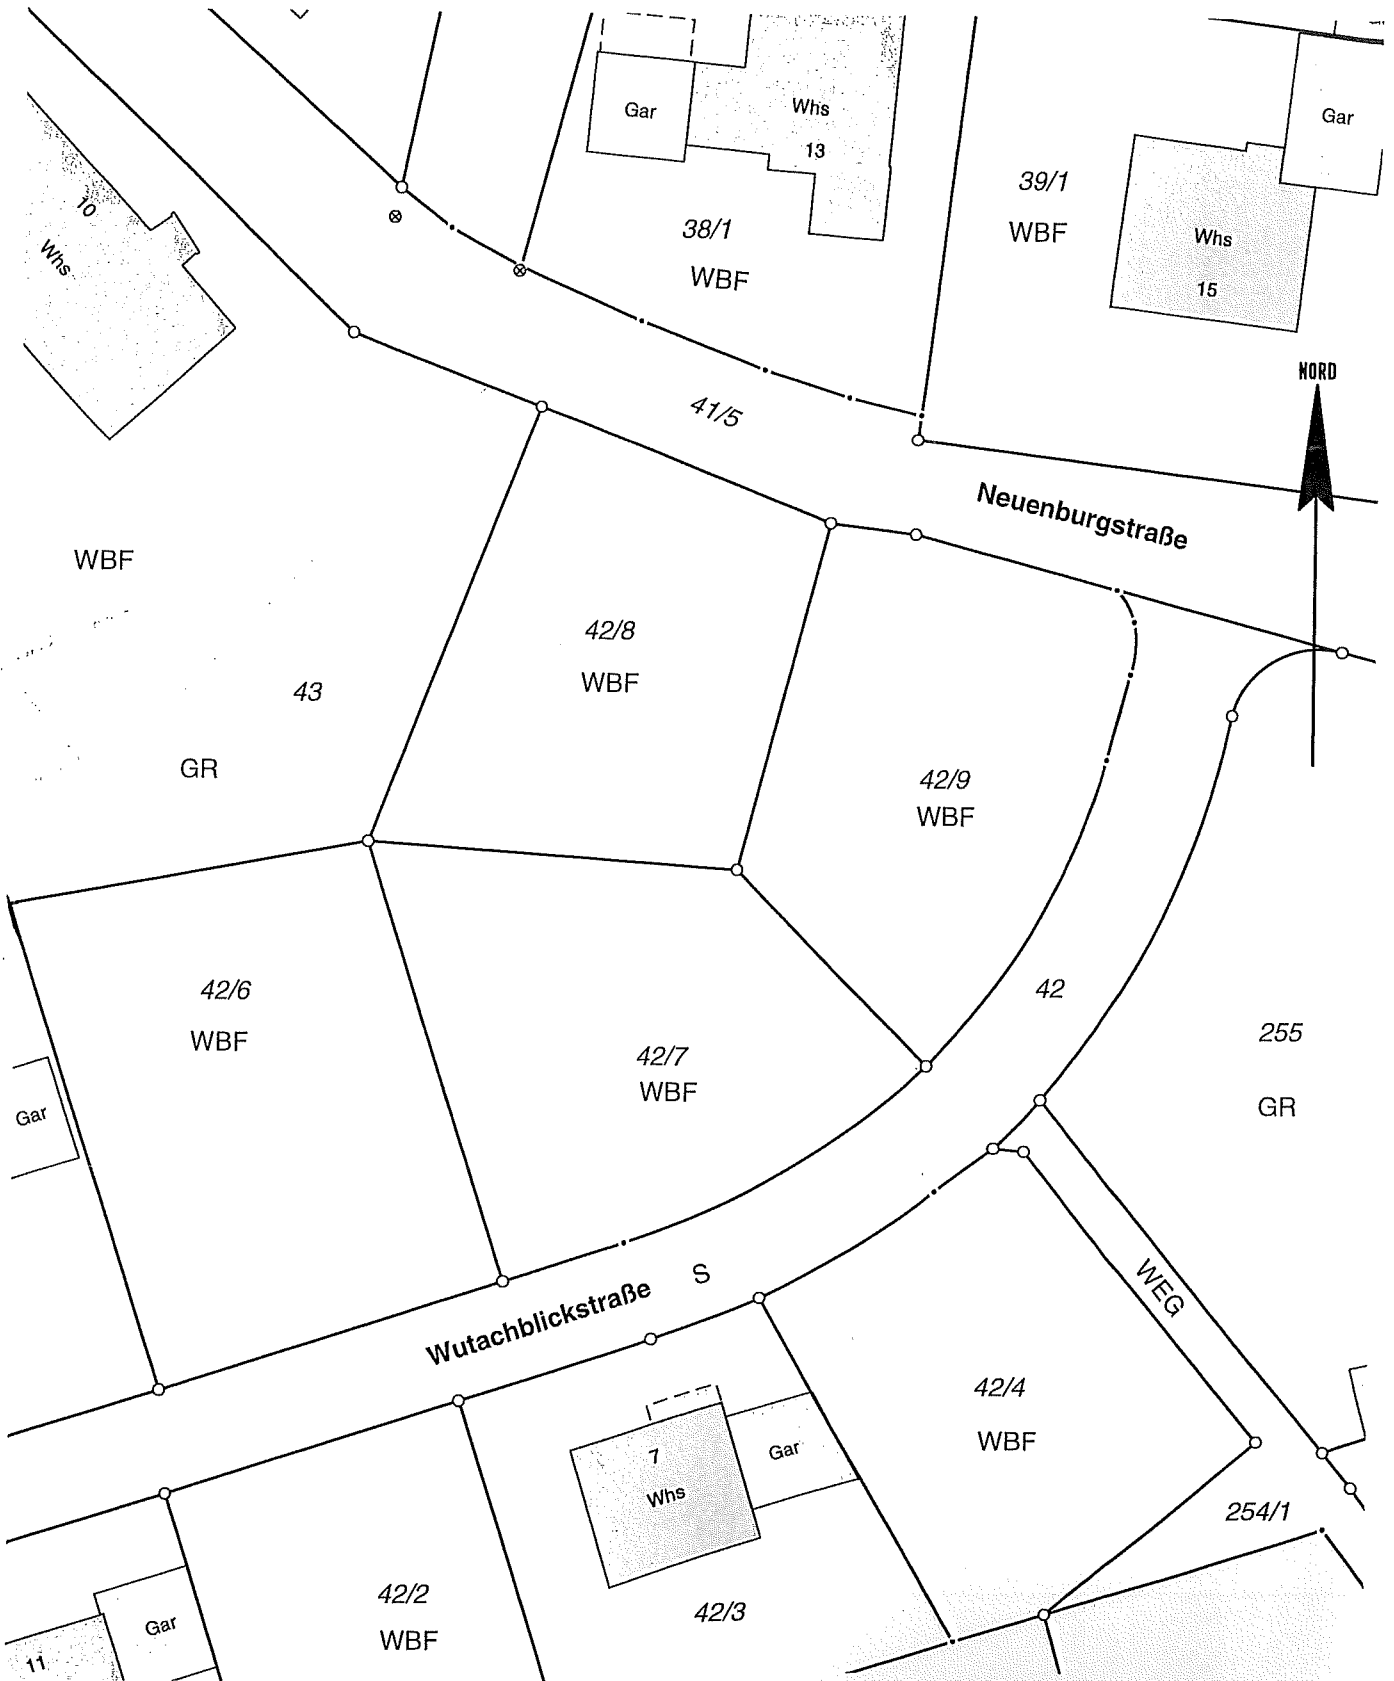 Gar
Whs
13
Gar
39/1
WBF
38/1
WBF
Whs
15
10
Whs
NORD
41/5
Neuenburgstraße
WBF
42/8
WBF
43
GR
42/9
WBF
42/6
WBF
42
255
GR
42/7
WBF
Gar
WEG
S
Wutachblickstraße
42/4
WBF
7
Whs
Gar
254/1
42/2
WBF
42/3
Gar
11